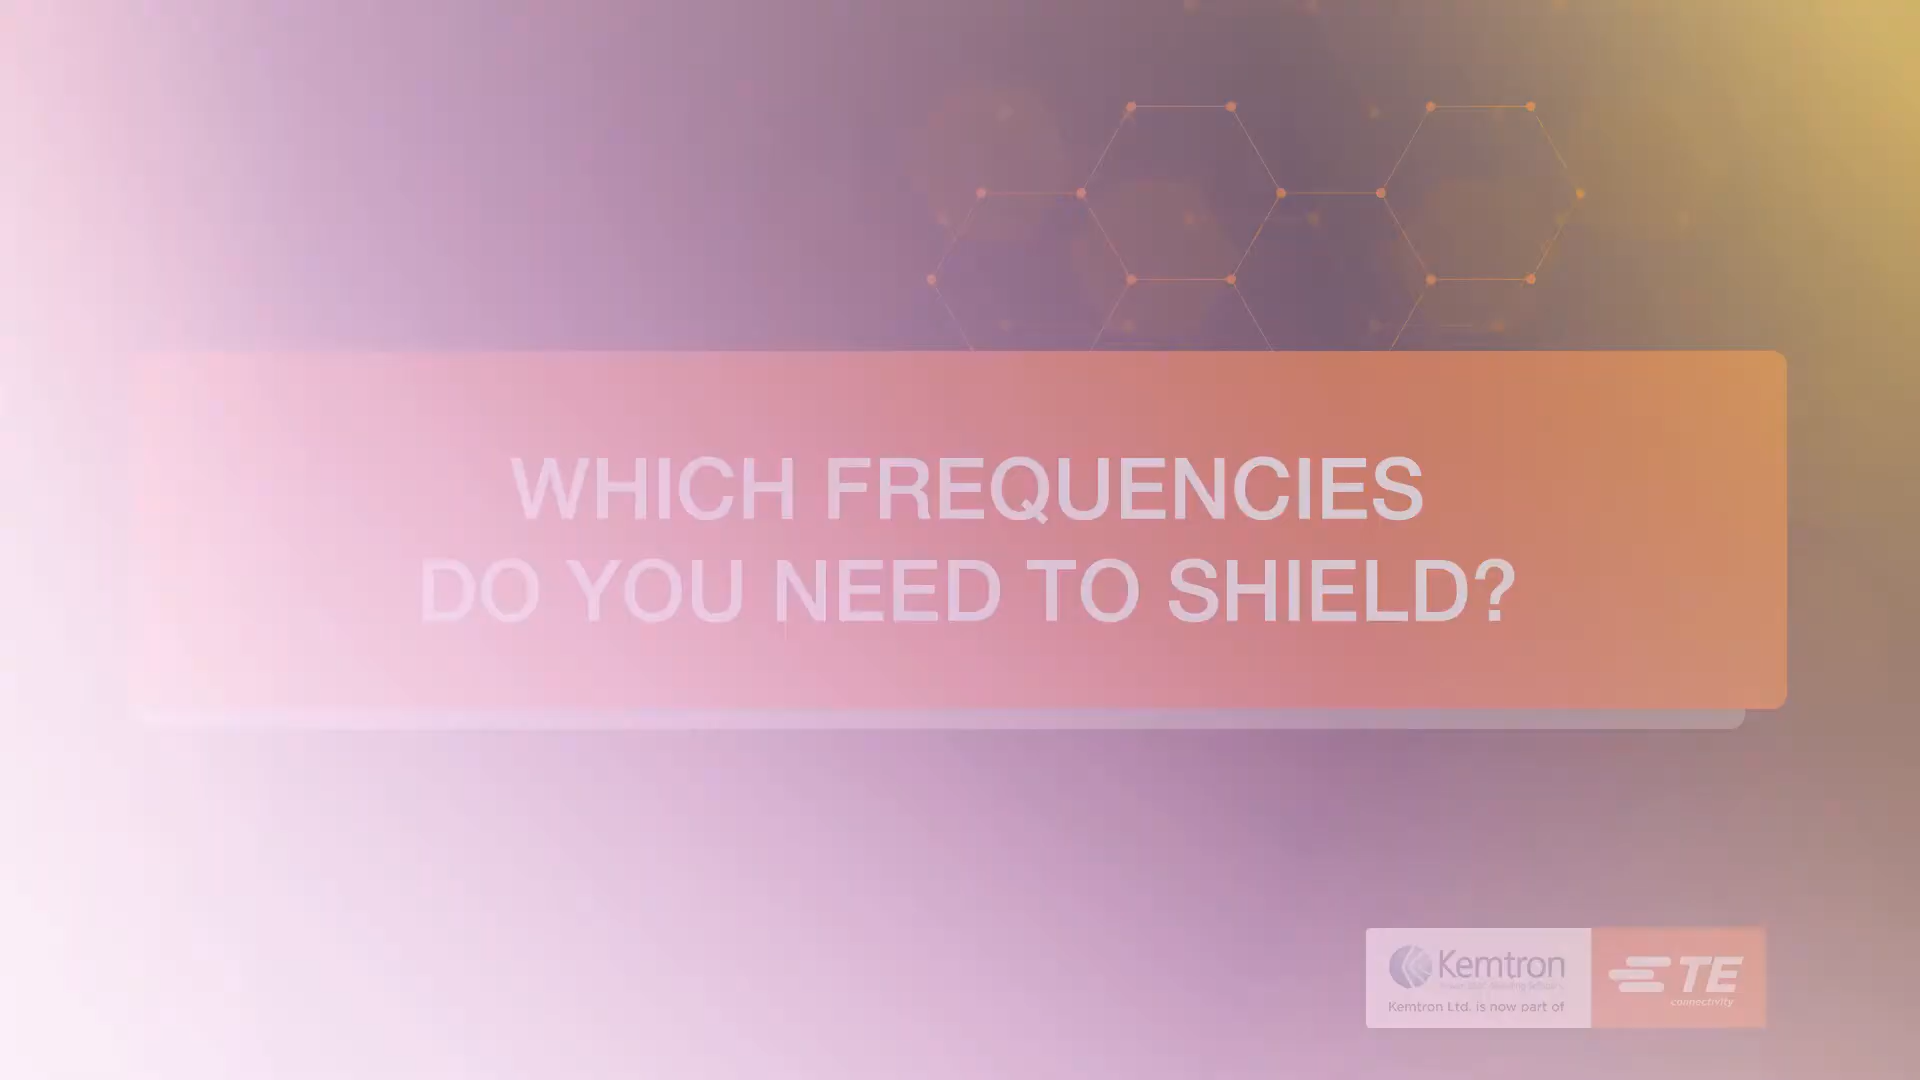 WHICH FREQUENCIES
DO YOU NEED TO SHIELD?
Kemtron
Kemtron Ltd. is now part of
TE
connectivity